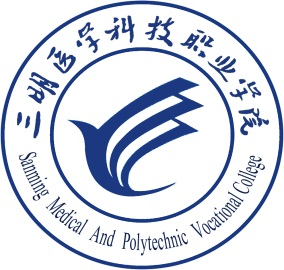 三明医学科技职业学院
Sanming Medical And Polytechnic Vocational College